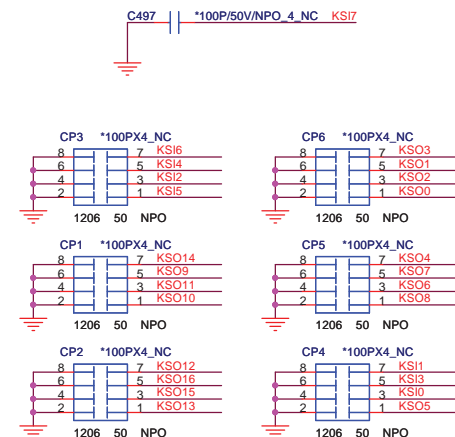 C497 *100P/50V/NPO_4_NC KSI7
CP3 *100PX4_NC
8 7 KSI6
6 5 KSI4
4 3 KSI2
2 1 KSI5
1206 50 NPO
CP6 *100PX4_NC
8 7 KSO3
6 5 KSO1
4 3 KSO2
2 1 KSO0
1206 50 NPO
CP1 *100PX4_NC
8 7 KSO14
6 5 KSO9
4 3 KSO11
2 1 KSO10
1206 50 NPO
CP5 *100PX4_NC
8 7 KSO4
6 5 KSO7
4 3 KSO6
2 1 KSO8
1206 50 NPO
CP2 *100PX4_NC
8 7 KSO12
6 5 KSO16
4 3 KSO15
2 1 KSO13
1206 50 NPO
CP4 *100PX4_NC
8 7 KSI1
6 5 KSI3
4 3 KSI0
2 1 KSO5
1206 50 NPO